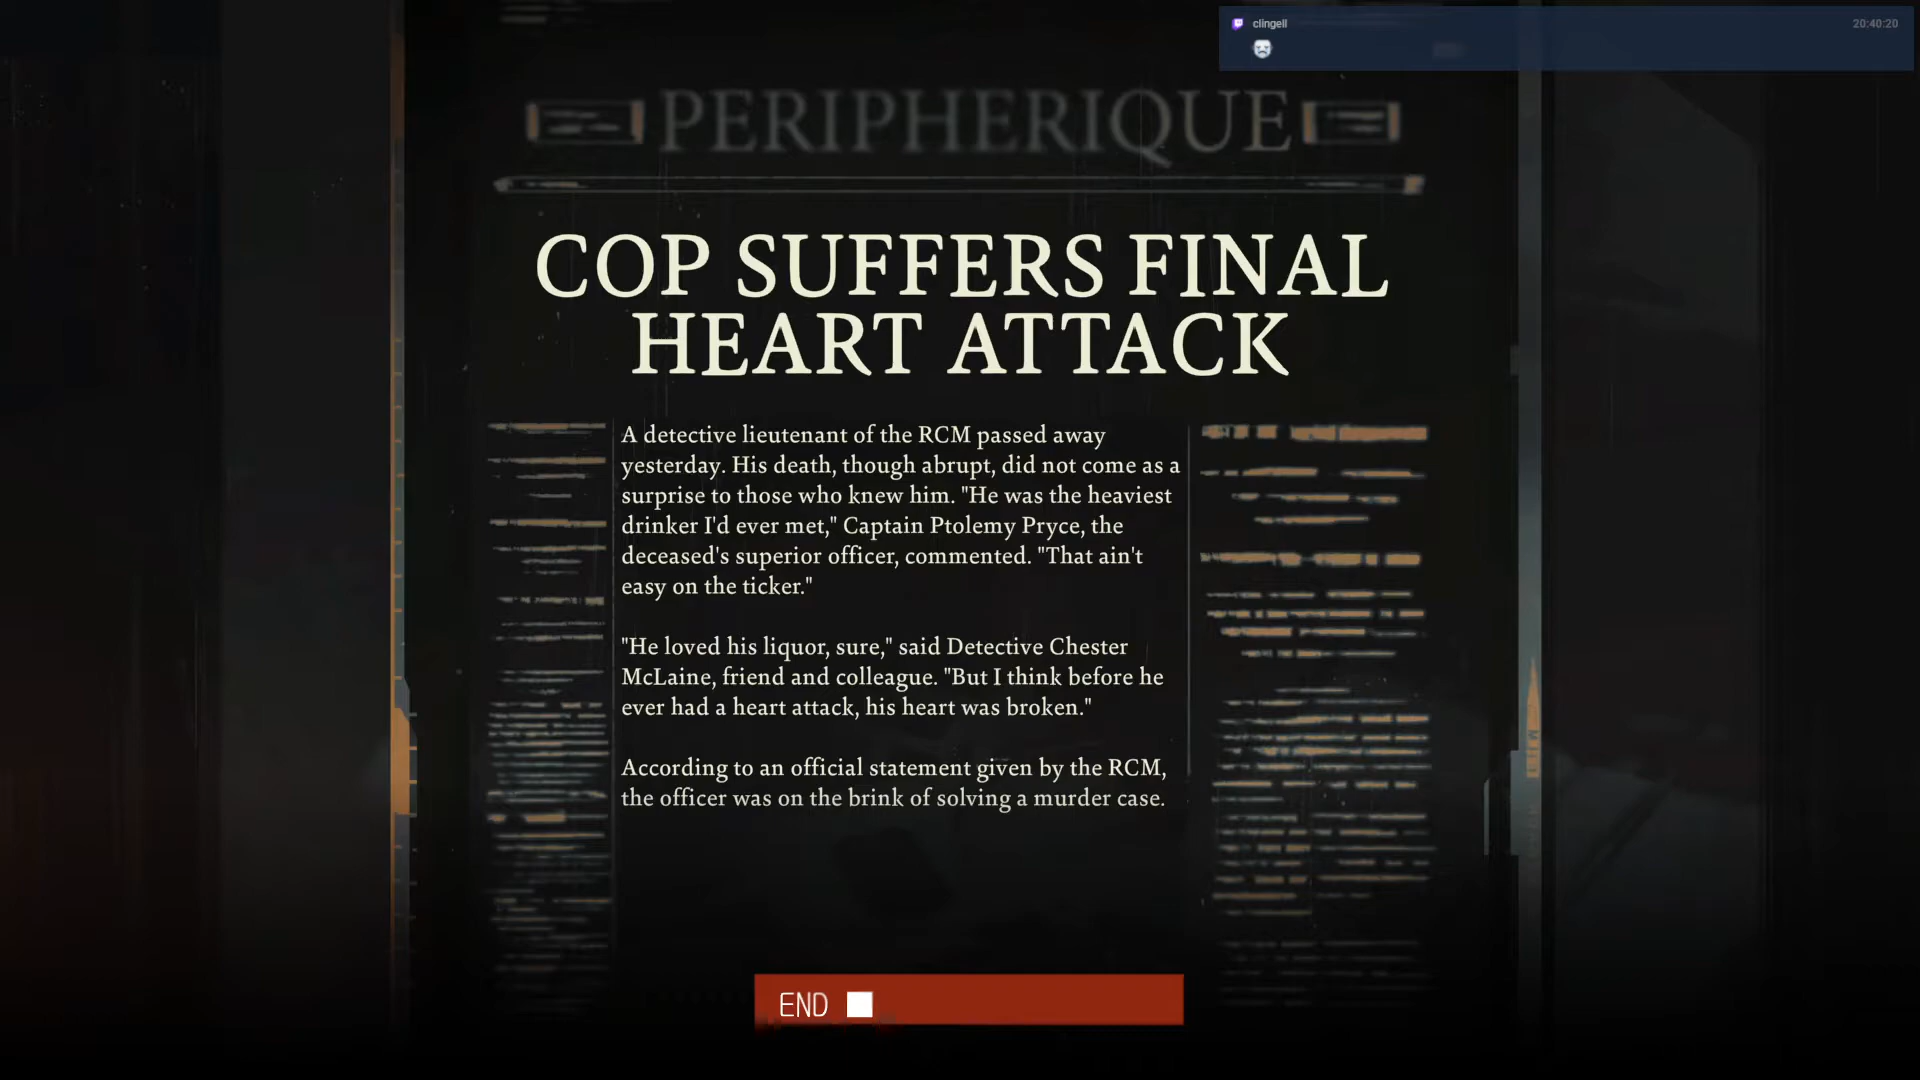 clingell
20:40:20
PERIPHERIQUE
COP SUFFERS FINAL
HEART ATTACK
A detective lieutenant of the RCM passed away
yesterday. His death, though abrupt, did not come as a
surprise to those who knew him. "He was the heaviest
drinker I'd ever met," Captain Ptolemy Pryce, the
deceased's superior officer, commented. "That ain't
easy on the ticker."
"He loved his liquor, sure," said Detective Chester
McLaine, friend and colleague. "But I think before he
ever had a heart attack, his heart was broken."
According to an official statement given by the RCM,
the officer was on the brink of solving a murder case.
END